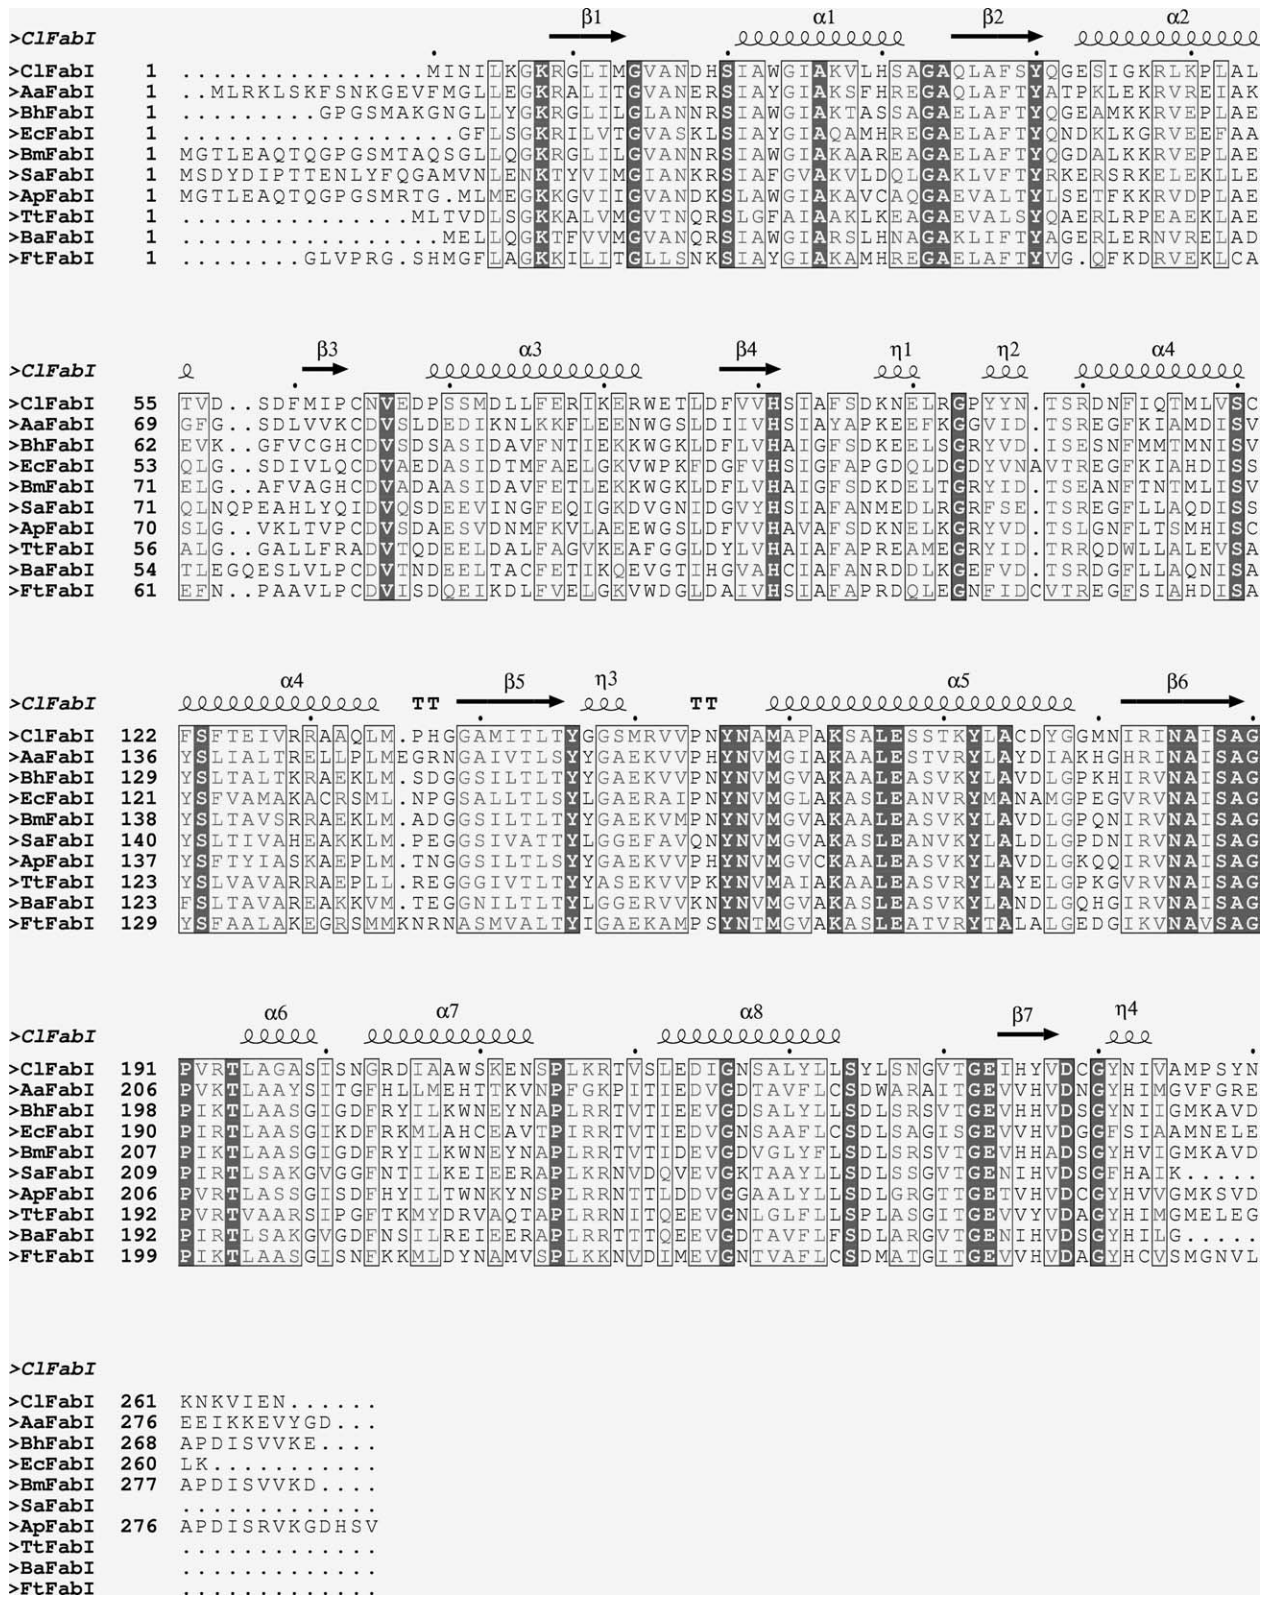 β1 α1 β2 α2
>ClFabI
>ClFabI 1 ................MINILKGKRGLIMGVANDHSIAWGIAKVLHSAGAQLAFSYQGESIGKRLKPLAL
>AaFabI 1 ..MLRKLSKFSNKGEVFMGLLEGKRALITGVANERSIAYGIAKSFHREGAQLAFTYATPKLEKRVREIAK
>BhFabI 1 .........GPGSMAKGNGLLYGKRGLILGLANNRSIAWGIAKTASSAGAELAFTYQGEAMKKRVEPLAE
>EcFabI 1 ..................GFLSGKRILVTGVASKLSIAYGIAQAMHREGAELAFTYQNDKLKGRVEEFAA
>BmFabI 1 MGTLEAQTQGPGSMTAQSGLLQGKRGLILGVANNRSIAWGIAKAAREAGAELAFTYQGDALKKRVEPLAE
>SaFabI 1 MSDYDIPTTENLYFQGAMVNLENKTYVIMGIANKRSIAFGVAKVLDQLGAKLVFTYRKERSRKELEKLLE
>ApFabI 1 MGTLEAQTQGPGSMRTG.MLMEGKKGVIIGVANDKSLAWGIAKAVCAQGAEVALTYLSETFKKRVDPLAE
>TtFabI 1 ...............MLTVDLSGKKALVMGVTNQRSLGFAIAAKLKEAGAEVALSYQAERLRPEAEKLAE
>BaFabI 1 .................MELLQGKTFVVMGVANQRSIAWGIARSLHNAGAKLIFTYAGERLERNVRELAD
>FtFabI 1 ........GLVPRG.SHMGFLAGKKILITGLLSNKSIAYGIAKAMHREGAELAFTYVG.QFKDRVEKLCA
β3 α3 β4 η1 η2 α4
>ClFabI
>ClFabI 55 TVD..SDFMIPCNVEDPSSMDLLFERIKERWETLDFVVHSIAFSDKNELRGPYYN.TSRDNFIQTMLVSC
>AaFabI 69 GFG..SDLVVKCDVSLDEDIKNLKKFLEENWGSLDIIVHSIAYAPKEEFKGGVID.TSREGFKIAMDISV
>BhFabI 62 EVK..GFVCGHCDVSDSASIDAVFNTIEKKWGKLDFLVHAIGFSDKEELSGRYVD.ISESNFMMTMNISV
>EcFabI 53 QLG..SDIVLQCDVAEDASIDTMFAELGKVWPKFDGFVHSIGFAPGDQLDGDYVNAVTREGFKIAHDISS
>BmFabI 71 ELG..AFVAGHCDVADAASIDAVFETLEKKWGKLDFLVHAIGFSDKDELTGRYID.TSEANFTNTMLISV
>SaFabI 71 QLNQPEAHLYQIDVQSDEEVINGFEQIGKDVGNIDGVYHSIAFANMEDLRGRFSE.TSREGFLLAQDISS
>ApFabI 70 SLG..VKLTVPCDVSDAESVDNMFKVLAEEWGSLDFVVHAVAFSDKNELKGRYVD.TSLGNFLTSMHISC
>TtFabI 56 ALG..GALLFRADVTQDEELDALFAGVKEAFGGLDYLVHAIAFAPREAMEGRYID.TRRQDWLLALEVSA
>BaFabI 54 TLEGQESLVLPCDVTNDEELTACFETIKQEVGTIHGVAHCIAFANRDDLKGEFVD.TSRDGFLLAQNISA
>FtFabI 61 EFN..PAAVLPCDVISDQEIKDLFVELGKVWDGLDAIVHSIAFAPRDQLEGNFIDCVTREGFSIAHDISA
α4 β5 η3 α5 β6
>ClFabI TT TT
>ClFabI 122 FSFTEIVRRAAQLM.PHGGAMITLTYGGSMRVVPNYNAMAPAKSALESSTKYLACDYGGMNIRINAISAG
>AaFabI 136 YSLIALTRELLPLMEGRNGAIVTLSYYGAEKVVPHYNVMGIAKAALESTVRYLAYDIAKHGHRINAISAG
>BhFabI 129 YSLTALTKRAEKLM.SDGGSILTLTYYGAEKVVPNYNVMGVAKAALEASVKYLAVDLGPKHIRVNAISAG
>EcFabI 121 YSFVAMAKACRSML.NPGSALLTLSYLGAERAIPNYNVMGLAKASLEANVRYMANAMGPEGVRVNAISAG
>BmFabI 138 YSLTAVSRRAEKLM.ADGGSILTLTYYGAEKVMPNYNVMGVAKAALEASVKYLAVDLGPQNIRVNAISAG
>SaFabI 140 YSLTIVAHEAKKLM.PEGGSIVATTYLGGEFAVQNYNVMGVAKASLEANVKYLALDLGPDNIRVNAISAG
>ApFabI 137 YSFTYIASKAEPLM.TNGGSILTLSYYGAEKVVPHYNVMGVCKAALEASVKYLAVDLGKQQIRVNAISAG
>TtFabI 123 YSLVAVARRAEPLL.REGGGIVTLTYYASEKVVPKYNVMAIAKAALEASVRYLAYELGPKGVRVNAISAG
>BaFabI 123 FSLTAVAREAKKVM.TEGGNILTLTYLGGERVVKNYNVMGVAKASLEASVKYLANDLGQHGIRVNAISAG
>FtFabI 129 YSFAALAKEGRSMMKNRNASMVALTYIGAEKAMPSYNTMGVAKASLEATVRYTALALGEDGIKVNAVSAG
α6 α7 α8 β7 η4
>ClFabI
>ClFabI 191 PVRTLAGASISNGRDIAAWSKENSPLKRTVSLEDIGNSALYLLSYLSNGVTGEIHYVDCGYNIVAMPSYN
>AaFabI 206 PIKTLAAYSITGFHLLMEHTTKVNPFGKPITIEDVGDTAVFLCSDWARAITGEVVHVDNGYHIMGVFGRE
>BhFabI 198 PIKTLAASGIGDFRYILKWNEYNAPLRRTVTIEEVGDSALYLLSDLSRSVTGEVHHVDSGYNIIGMKAVD
>EcFabI 190 PIRTLAASGIKDFRKMLAHCEAVTPIRRTVTIEDVGNSAAFLCSDLSAGISGEVVHVDGGFSIAAMNELE
>BmFabI 207 PIKTLAASGIGDFRYILKWNEYNAPLRRTVTIEEVGDVGLYFLSDLSRSVTGEVHHADSGYHVIGMKAVD
>SaFabI 209 PIRTLSAKGVGGFNTILKEIEERAPLKRNVDQVEVGKTAAYLLSDLSSGVTGENIHVDSGFHAIK.....
>ApFabI 206 PVRTLASSGISDFHYILTWNKYNSPLRRNTTLDDVGGAALYLLSDLGRGTTGETVHVDCGYHVVGMKSVD
>TtFabI 192 PVRTVAARSIPGFTKMYDRVAQTAPLRRNITQEEVGNLGLFLLSPLASGITGEVVYVDAGYHIMGMELEG
>BaFabI 192 PIRTLSAKGVGDFNSILREIEERAPLRRTTTQEEVGDTAVFLFSDLARGVTGENIHVDSGYHILG.....
>FtFabI 199 PIKTLAASGISNFKKMLDYNAMVSPLKKNVDIMEVGNTVAFLCSDMATGITGEVVHVDAGYHCVSMGNVL
>ClFabI
>ClFabI 261 KNKVIEN......
>AaFabI 276 EEIKKEVYGD...
>BhFabI 268 APDISVVKE....
>EcFabI 260 LK...........
>BmFabI 277 APDISVVKD....
>SaFabI .............
>ApFabI 276 APDISRVKGDHSV
>TtFabI .............
>BaFabI .............
>FtFabI .............